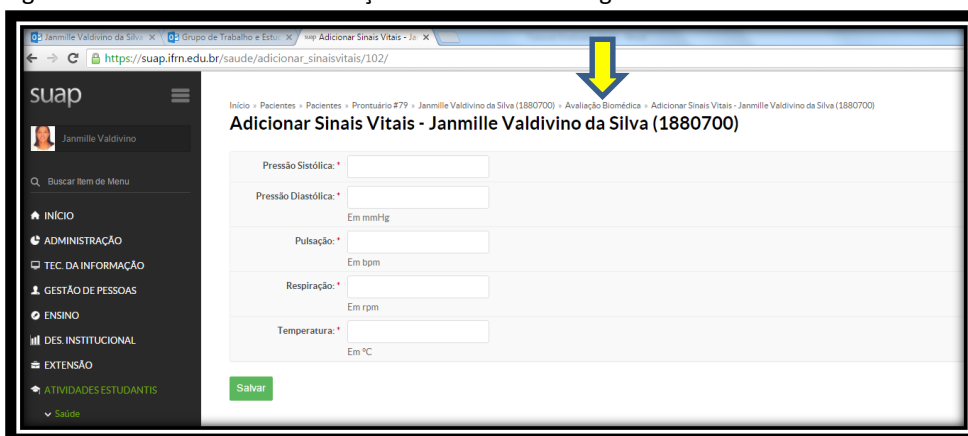 Janmille Valdivino da Silva
Grupo de Trabalho e Estu
suap Adicionar Sinais Vitais - Ja
https://suap.ifrn.edu.br/saude/adicionar_sinaisvitais/102/
suap
Janmille Valdivino
Buscar Item de Menu
INÍCIO
ADMINISTRAÇÃO
TEC. DA INFORMAÇÃO
GESTÃO DE PESSOAS
ENSINO
DES. INSTITUCIONAL
EXTENSÃO
ATIVIDADES ESTUDANTIS
Saúde
Início » Pacientes » Pacientes » Prontuário #79 » Janmille Valdivino da Silva (1880700) » Avaliação Biomédica » Adicionar Sinais Vitais - Janmille Valdivino da Silva (1880700)
Adicionar Sinais Vitais - Janmille Valdivino da Silva (1880700)
Pressão Sistólica: *
Pressão Diastólica: *
Em mmHg
Pulsação: *
Em bpm
Respiração: *
Em rpm
Temperatura: *
Em °C
Salvar